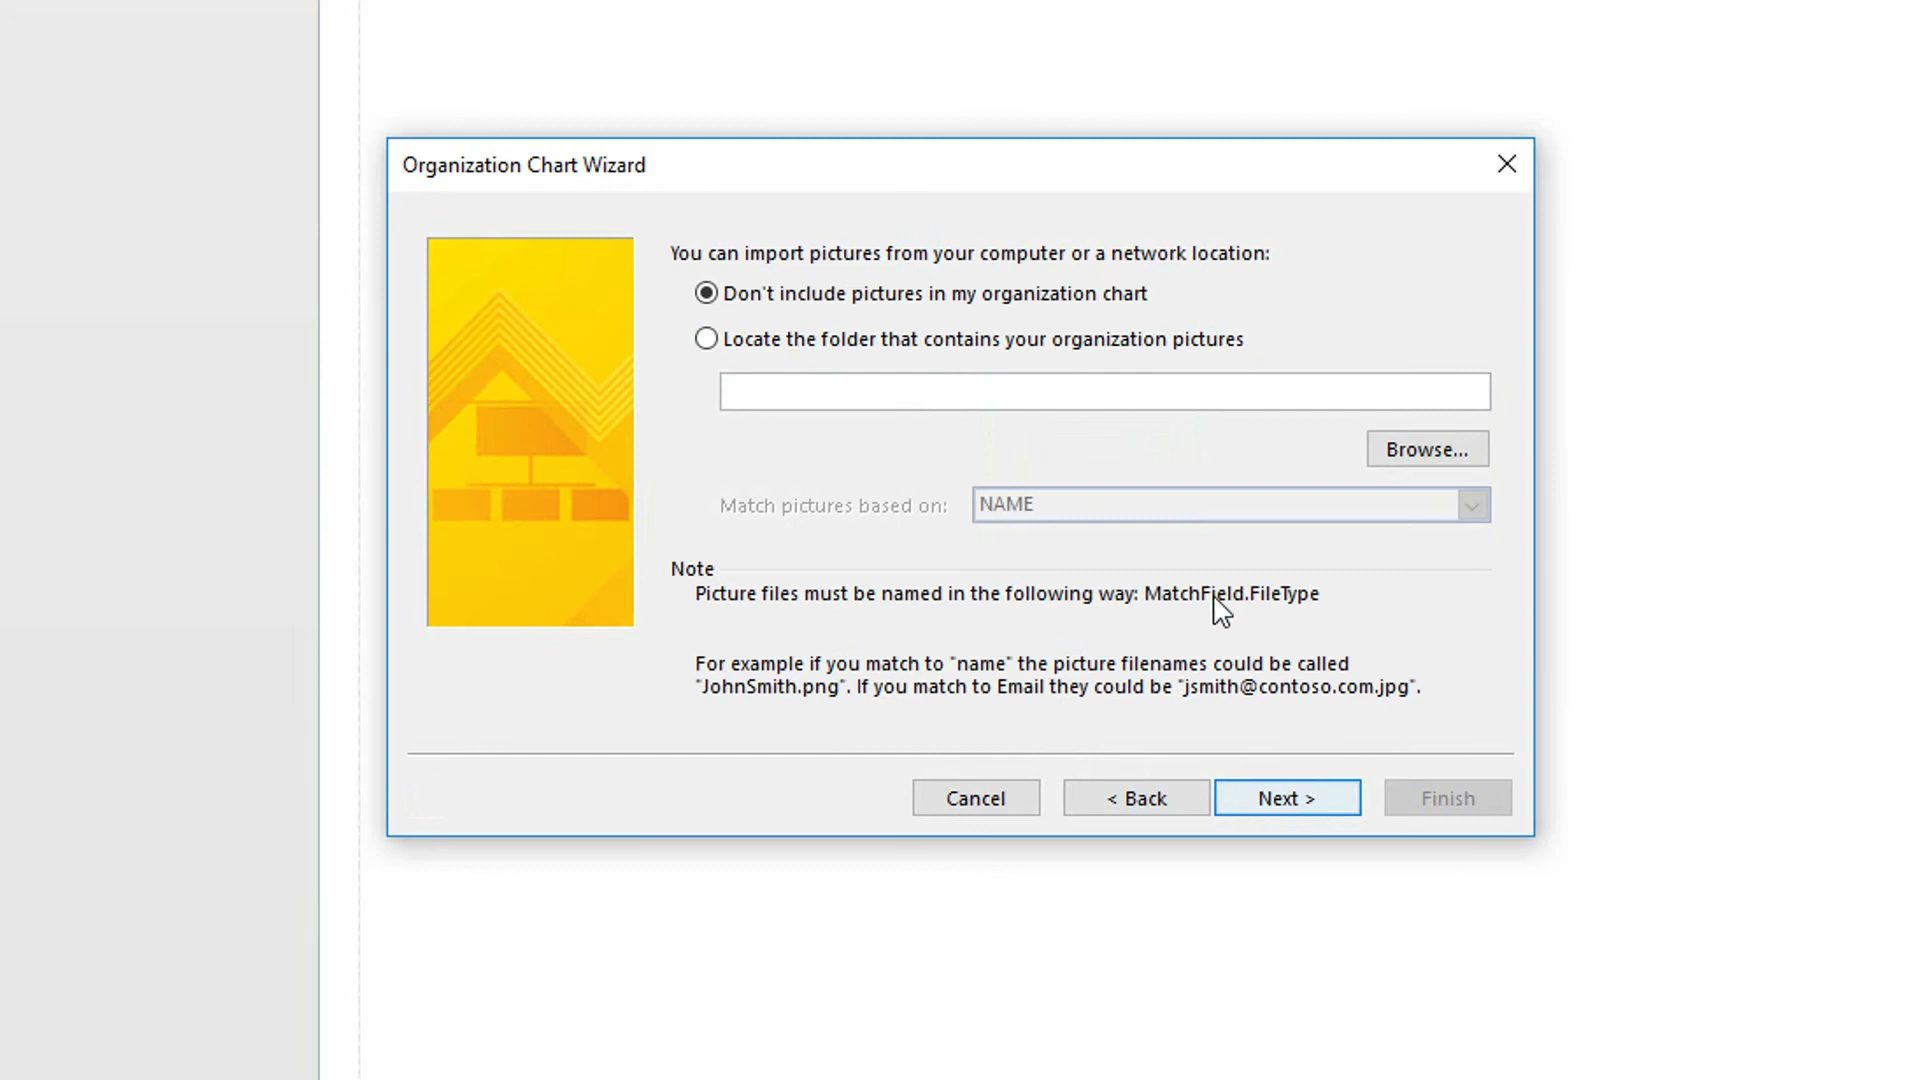 Organization Chart Wizard
You can import pictures from your computer or a network location:
Don't include pictures in my organization chart
Locate the folder that contains your organization pictures
Browse...
Match pictures based on: NAME
Note
Picture files must be named in the following way: MatchField.FileType
For example if you match to "name" the picture filenames could be called
"JohnSmith.png". If you match to Email they could be "jsmith@contoso.com.jpg".
Cancel < Back Next > Finish